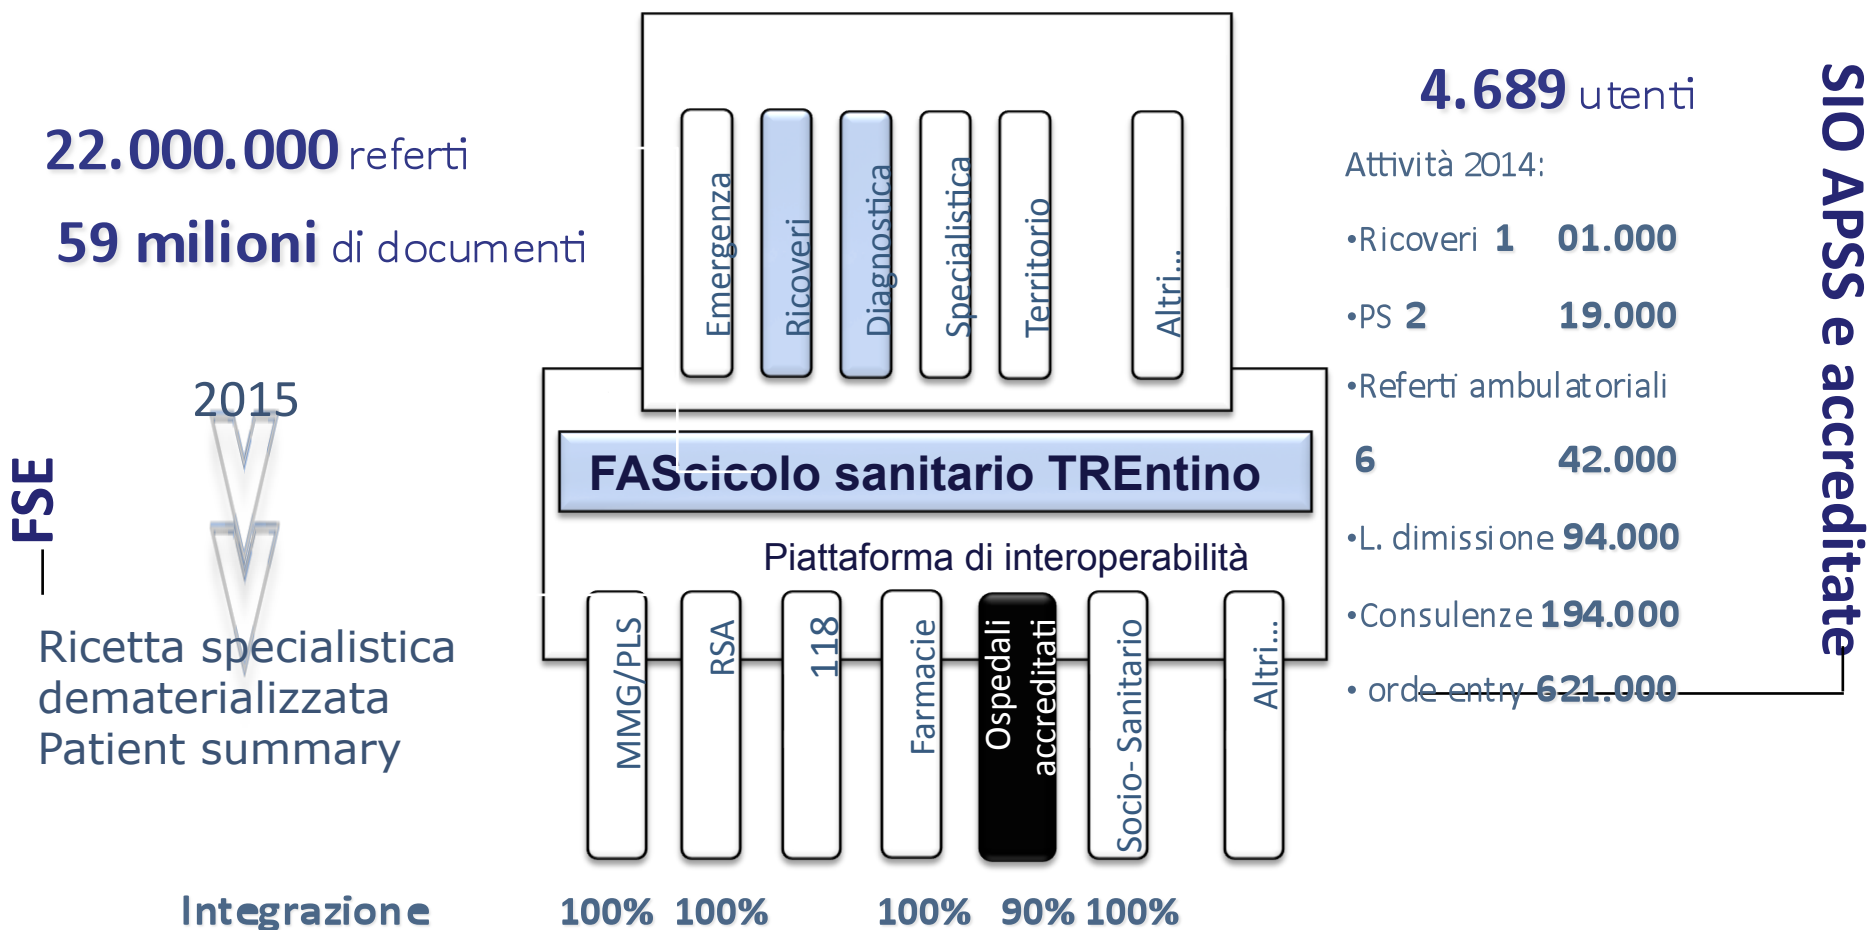 22.000.000 referti
59 milioni di documenti
2015
FSE
Ricetta specialistica
dematerializzata
Patient summary
Emergenza
Ricoveri
Diagnostica
Specialistica
Territorio
Altri...
FAScicolo sanitario TREntino
Piattaforma di interoperabilità
MMG/PLS
RSA
118
Farmacie
Ospedali
accreditati
Socio- Sanitario
Altri...
Integrazione 100% 100% 100% 90% 100%
4.689 utenti
Attività 2014:
•Ricoveri 1 01.000
•PS 2 19.000
•Referti ambulatoriali
6 42.000
•L. dimissione 94.000
•Consulenze 194.000
• orde entry 621.000
SIO APSS e accreditate